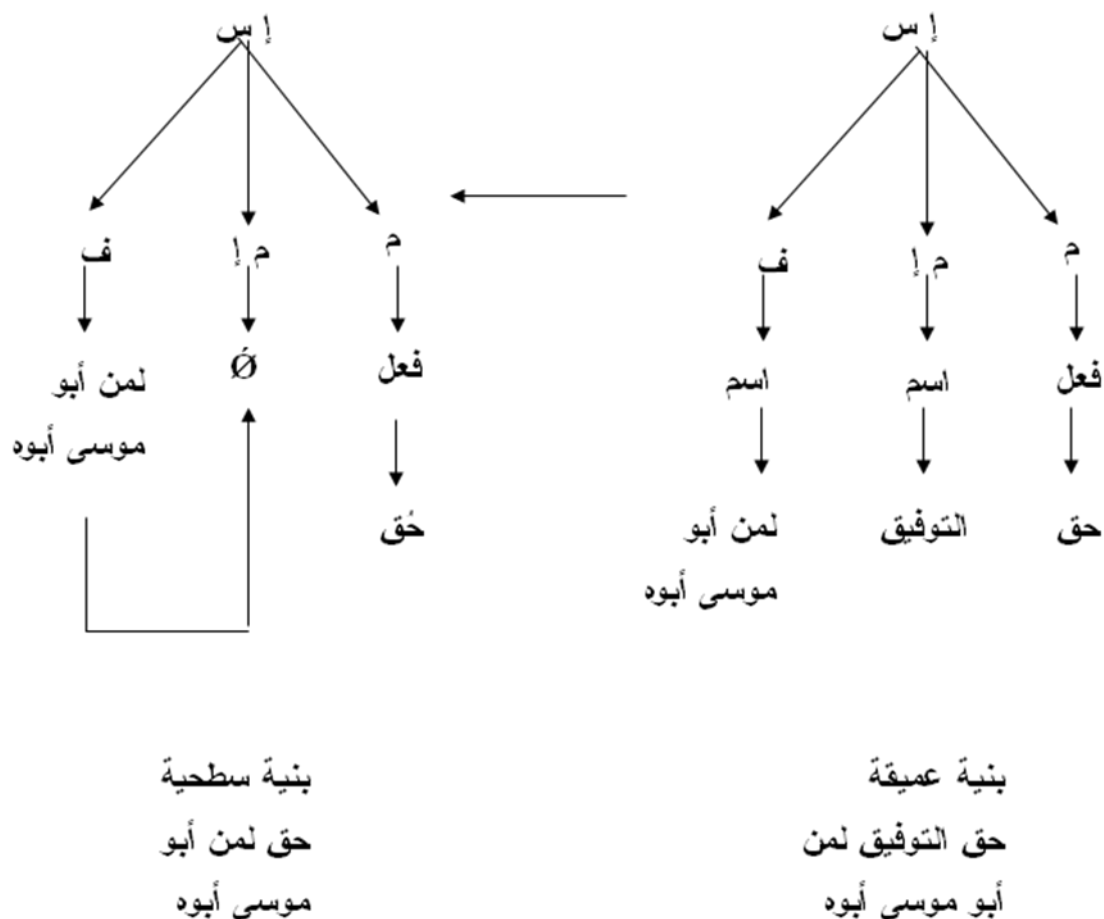 إ س
م
م إ
ف
فعل
اسم
اسم
حق
التوفيق
لمن أبو
موسى أبوه
بنية عميقة
حق التوفيق لمن
أبو موسى أبوه
إ س
م
م إ
ف
فعل
Ǿ
لمن أبو
موسى أبوه
حُق
بنية سطحية
حق لمن أبو
موسى أبوه